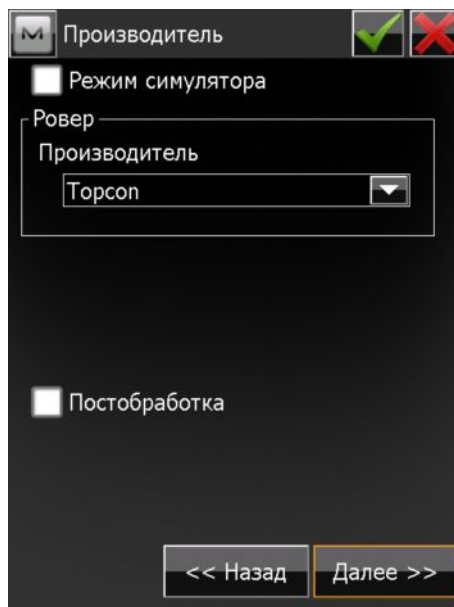 Производитель
Режим симулятора
Ровер
Производитель
Topcon
Постобработка
<< Назад
Далее >>